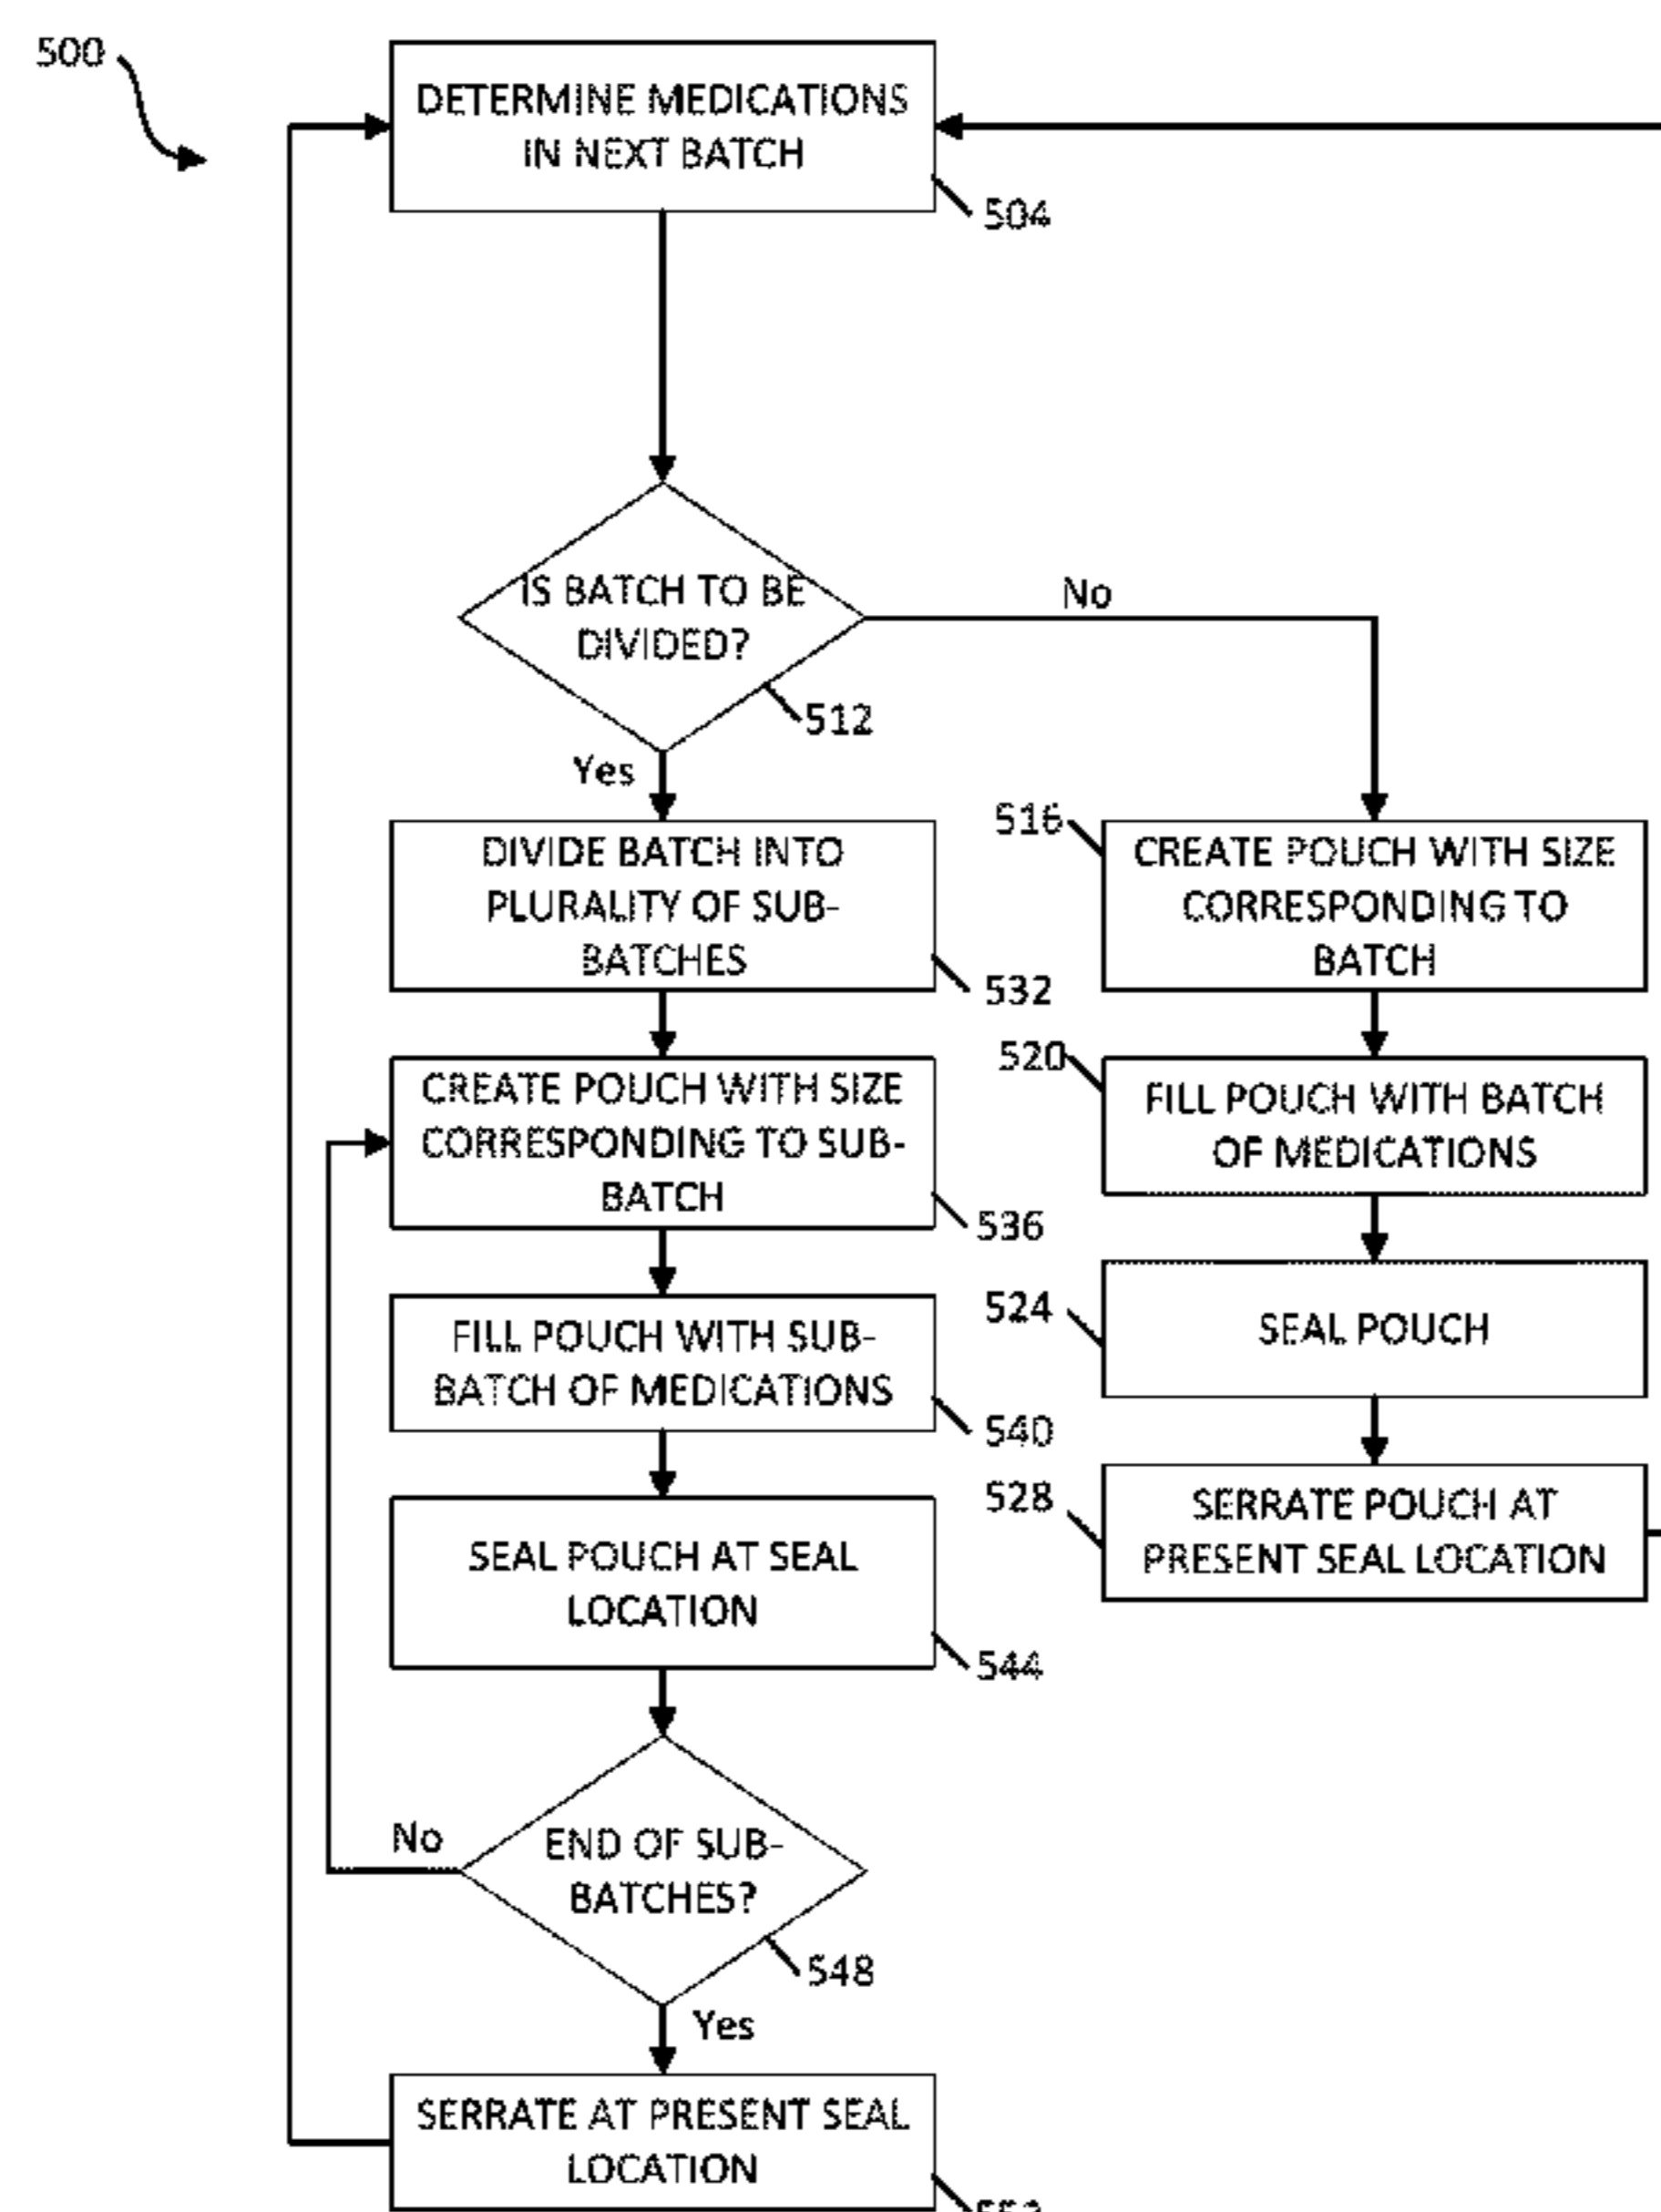 500
DETERMINE MEDICATIONS
IN NEXT BATCH
504
IS BATCH TO BE
DIVIDED?
No
512
Yes
DIVIDE BATCH INTO
PLURALITY OF SUB-
BATCHES
532
516
CREATE POUCH WITH SIZE
CORRESPONDING TO
BATCH
CREATE POUCH WITH SIZE
CORRESPONDING TO SUB-
BATCH
536
520
FILL POUCH WITH BATCH
OF MEDICATIONS
FILL POUCH WITH SUB-
BATCH OF MEDICATIONS
540
524
SEAL POUCH
528
SERRATE POUCH AT
PRESENT SEAL LOCATION
SEAL POUCH AT SEAL
LOCATION
544
No
END OF SUB-
BATCHES?
548
Yes
SERRATE AT PRESENT SEAL
LOCATION